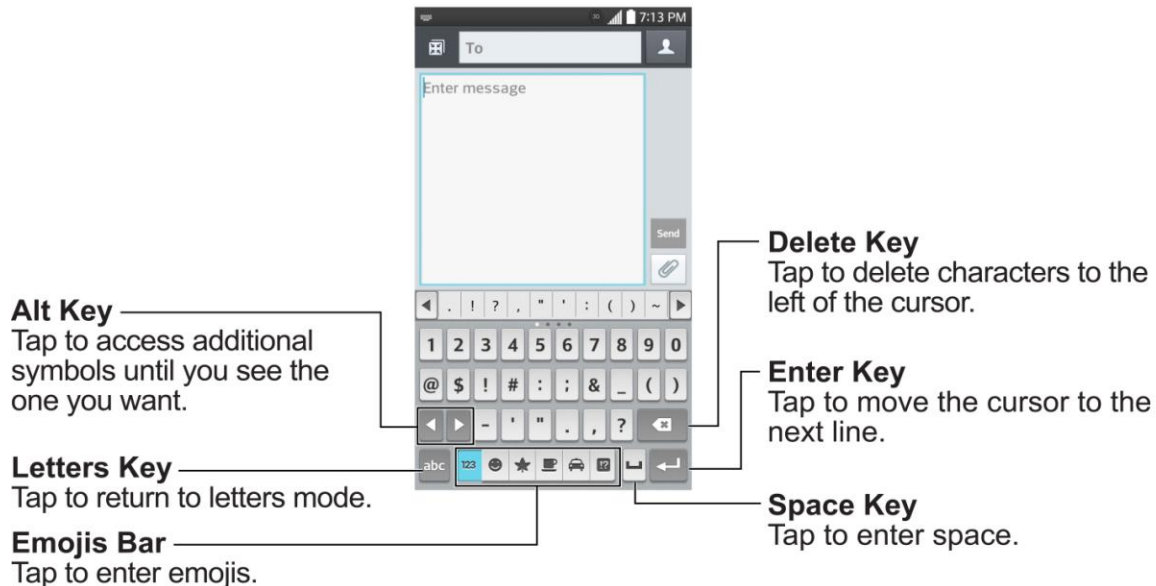 3G 7:13 PM
To
Enter message
Send
. ! ? , " ' : ( ) ~
1 2 3 4 5 6 7 8 9 0
@ $ ! # : ; & _ ( )
- ' " . , ?
abc 123 !?
Alt Key
Tap to access additional
symbols until you see the
one you want.
Letters Key
Tap to return to letters mode.
Emojis Bar
Tap to enter emojis.
Delete Key
Tap to delete characters to the
left of the cursor.
Enter Key
Tap to move the cursor to the
next line.
Space Key
Tap to enter space.